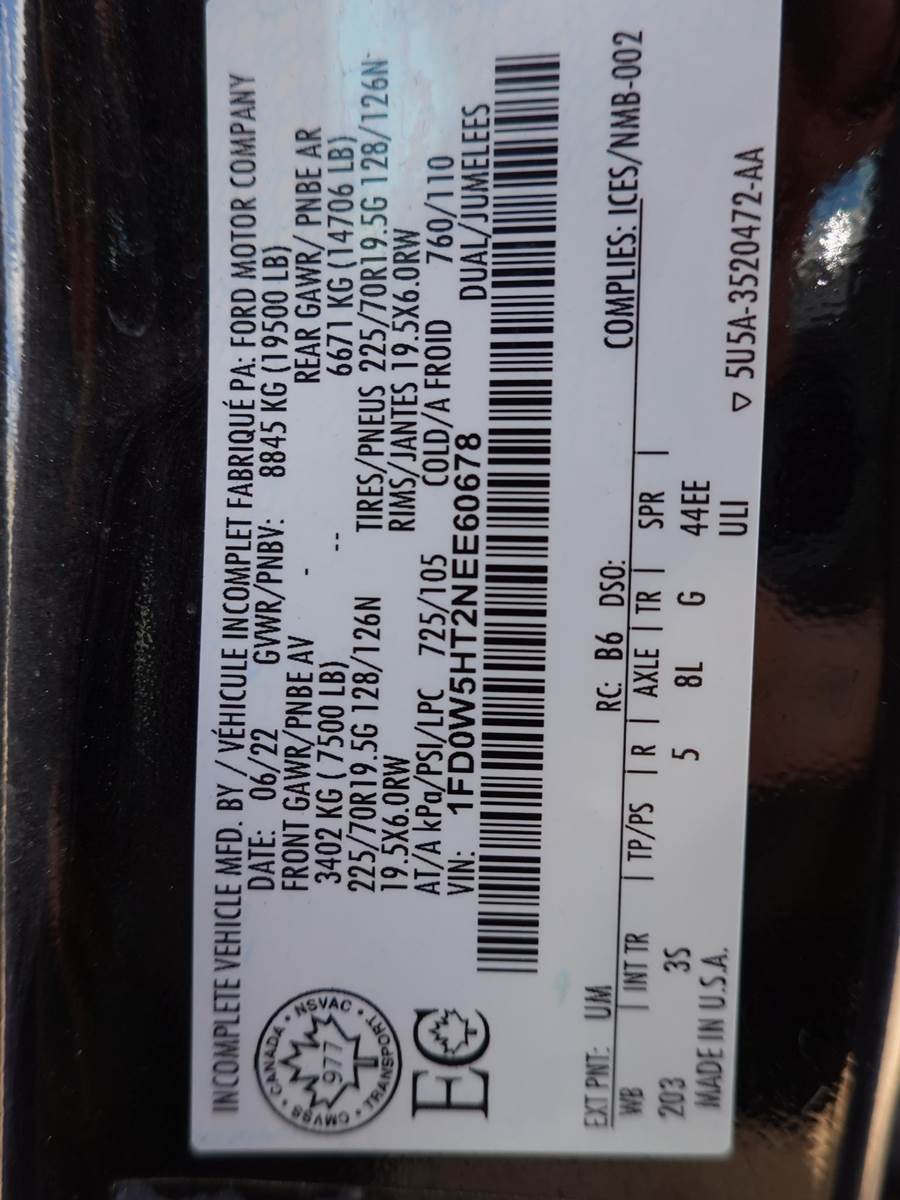 INCOMPLETE VEHICLE MFD. BY / VÉHICULE INCOMPLET FABRIQUÉ PA: FORD MOTOR COMPANY
DATE: 06/22 GVWR/PNBV: 8845 KG (19500 LB)
FRONT GAWR/PNBE AV REAR GAWR/ PNBE AR
3402 KG ( 7500 LB) - 6671 KG (14706 LB)
225/70R19.5G 128/126N -- TIRES/PNEUS 225/70R19.5G 128/126N
19.5X6.0RW RIMS/JANTES 19.5X6.0RW
AT/A kPa/PSI/LPC 725/105 COLD/A FROID 760/110
VIN: 1FD0W5HT2NEE60678 DUAL/JUMELEES
CANADA • NSVAC • TRANSPORT • CMVSS •
977
EC
EXT PNT: UM RC: B6 DSO: COMPLIES: ICES/NMB-002
WB | INT TR | TP/PS | R | AXLE | TR | SPR |
203 3S 5 8L G 44EE
MADE IN U.S.A. ULI ▽ 5U5A-3520472-AA